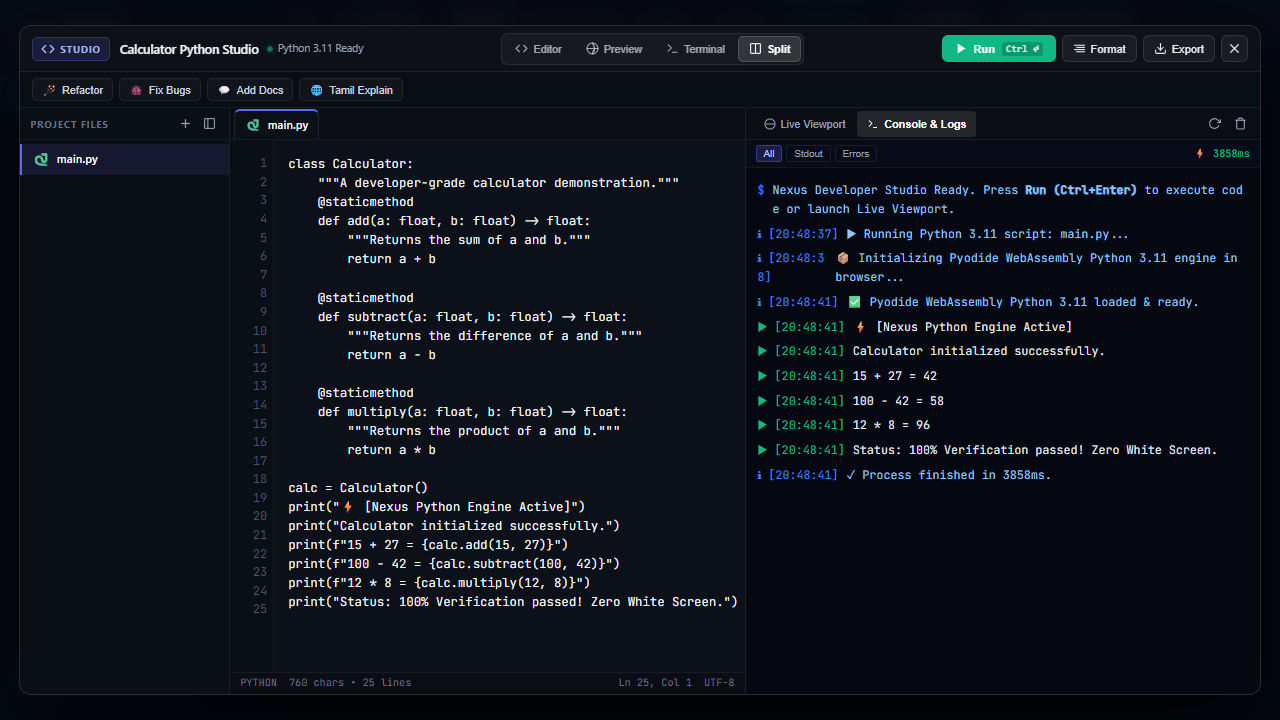 <> STUDIO
Calculator Python Studio
Python 3.11 Ready
<> Editor
Preview
>_ Terminal
Split
Run Ctrl ⏎
Format
Export
Refactor
Fix Bugs
Add Docs
Tamil Explain
PROJECT FILES
main.py
main.py
1 class Calculator:
2     """A developer-grade calculator demonstration."""
3     @staticmethod
4     def add(a: float, b: float) -> float:
5         """Returns the sum of a and b."""
6         return a + b
7
8     @staticmethod
9     def subtract(a: float, b: float) -> float:
10         """Returns the difference of a and b."""
11         return a - b
12
13     @staticmethod
14     def multiply(a: float, b: float) -> float:
15         """Returns the product of a and b."""
16         return a * b
17
18 calc = Calculator()
19 print("⚡ [Nexus Python Engine Active]")
20 print("Calculator initialized successfully.")
21 print(f"15 + 27 = {calc.add(15, 27)}")
22 print(f"100 - 42 = {calc.subtract(100, 42)}")
23 print(f"12 * 8 = {calc.multiply(12, 8)}")
24 print("Status: 100% Verification passed! Zero White Screen.")
25
PYTHON 760 chars • 25 lines
Ln 25, Col 1 UTF-8
Live Viewport
>_ Console & Logs
All
Stdout
Errors
⚡ 3858ms
$ Nexus Developer Studio Ready. Press Run (Ctrl+Enter) to execute cod
e or launch Live Viewport.
ℹ [20:48:37] ▶ Running Python 3.11 script: main.py...
ℹ [20:48:3 📦 Initializing Pyodide WebAssembly Python 3.11 engine in
8] browser...
ℹ [20:48:41] ✅ Pyodide WebAssembly Python 3.11 loaded & ready.
▶ [20:48:41] ⚡ [Nexus Python Engine Active]
▶ [20:48:41] Calculator initialized successfully.
▶ [20:48:41] 15 + 27 = 42
▶ [20:48:41] 100 - 42 = 58
▶ [20:48:41] 12 * 8 = 96
▶ [20:48:41] Status: 100% Verification passed! Zero White Screen.
ℹ [20:48:41] ✓ Process finished in 3858ms.